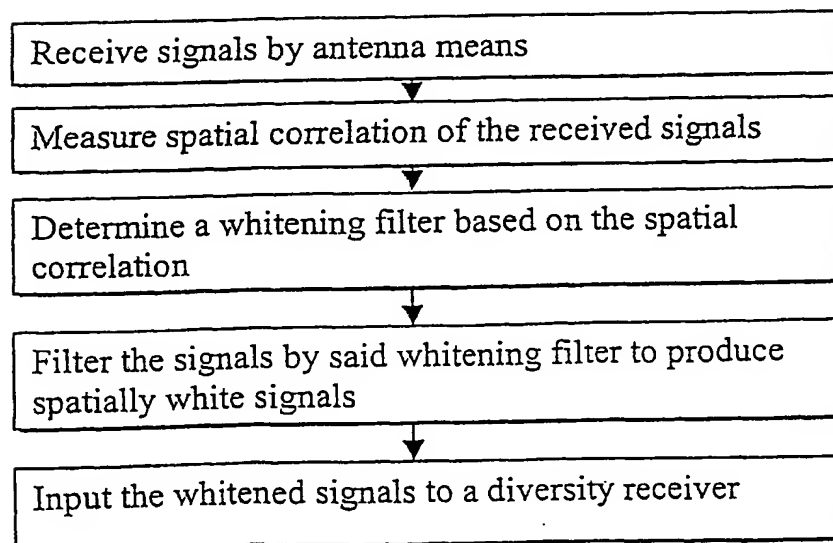 Receive signals by antenna means
Measure spatial correlation of the received signals
Determine a whitening filter based on the spatial
correlation
Filter the signals by said whitening filter to produce
spatially white signals
Input the whitened signals to a diversity receiver